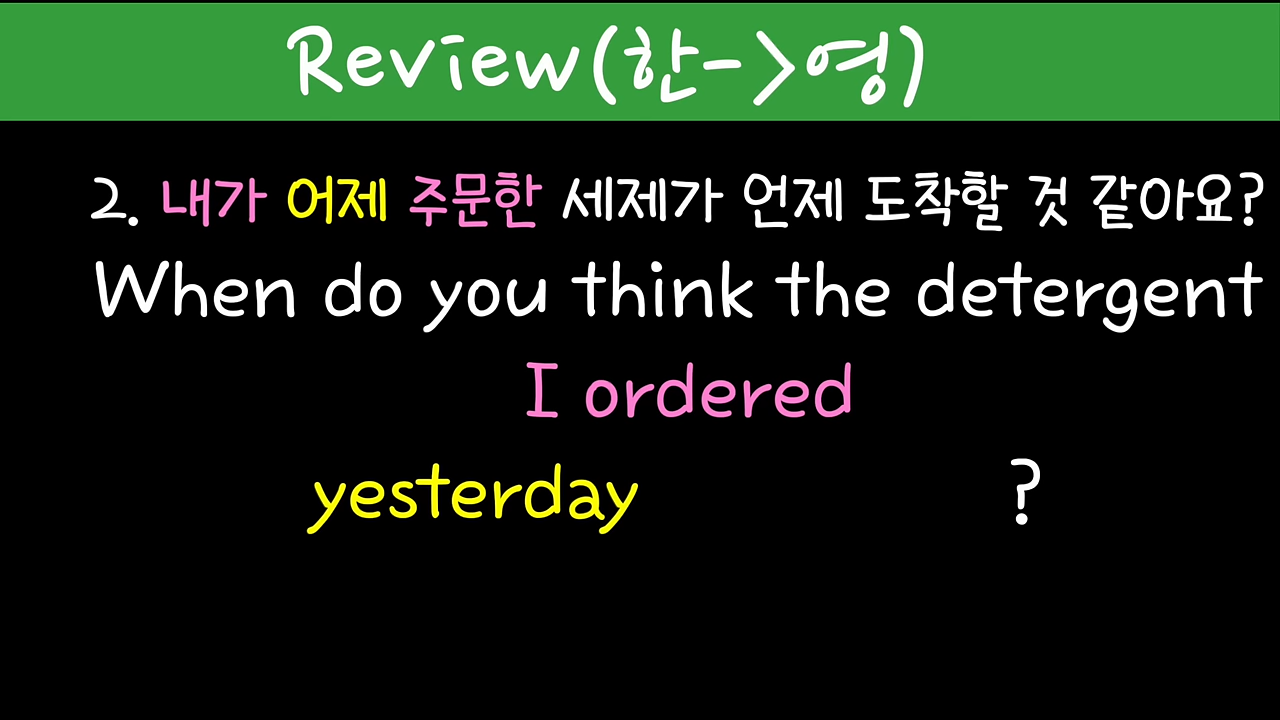 Review(한->영)
2. 내가 어제 주문한 세제가 언제 도착할 것 같아요?
When do you think the detergent
I ordered
yesterday ?